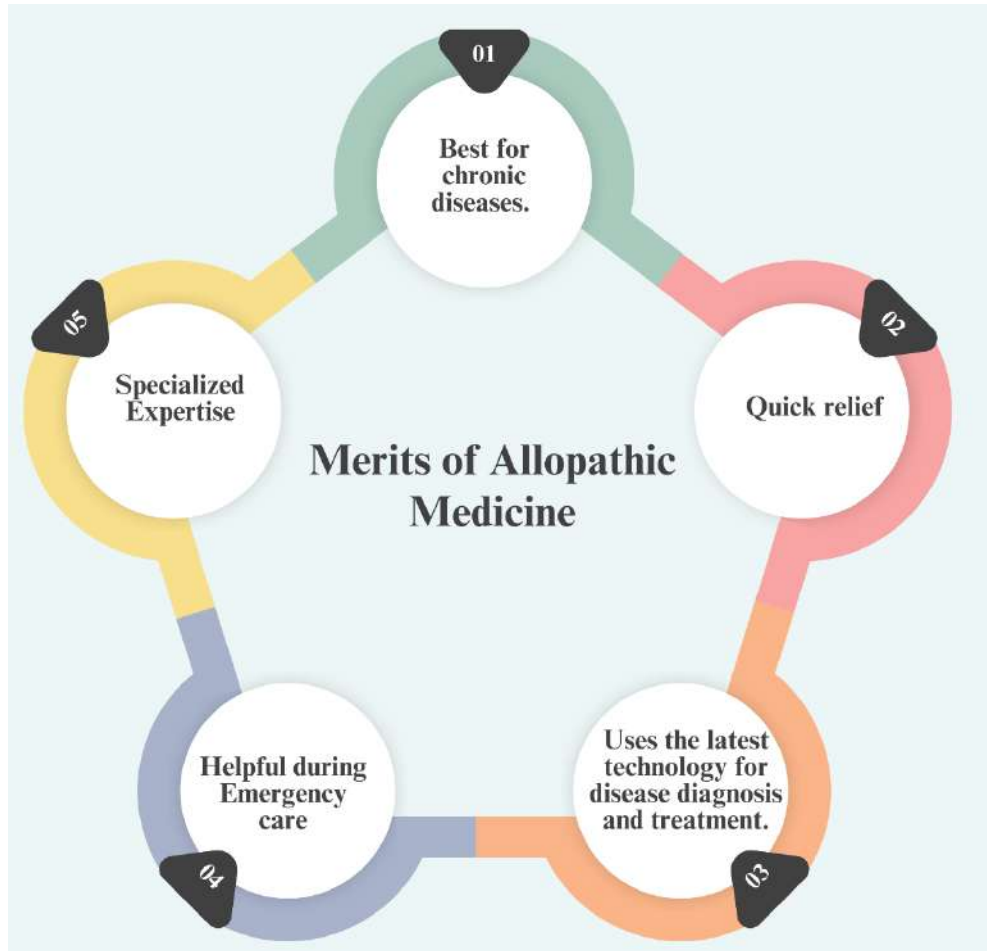 01
Best for
chronic
diseases.
02
Quick relief
Uses the latest
technology for
disease diagnosis
and treatment.
03
Helpful during
Emergency
care
04
05
Specialized
Expertise
Merits of Allopathic
Medicine